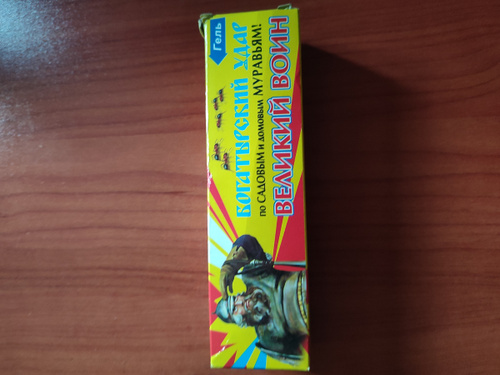 Гель
БОГАТЫРСКИЙ УДАР
по САДОВЫМ и домовым МУРАВЬЯМ!
ВЕЛИКИЙ ВОИН